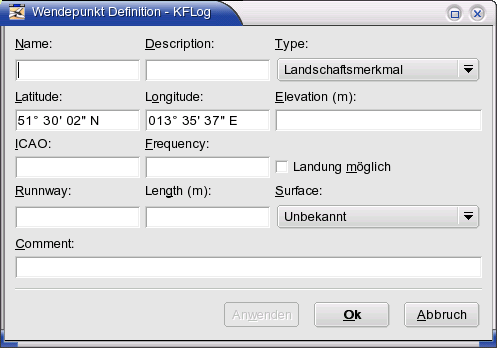 Wendepunkt Definition - KFLog
Name: Description: Type:
Landschaftsmerkmal
Latitude: Longitude: Elevation (m):
51° 30' 02" N 013° 35' 37" E
ICAO: Frequency:
Landung möglich
Runnway: Length (m): Surface:
Unbekannt
Comment:
Anwenden Ok Abbruch